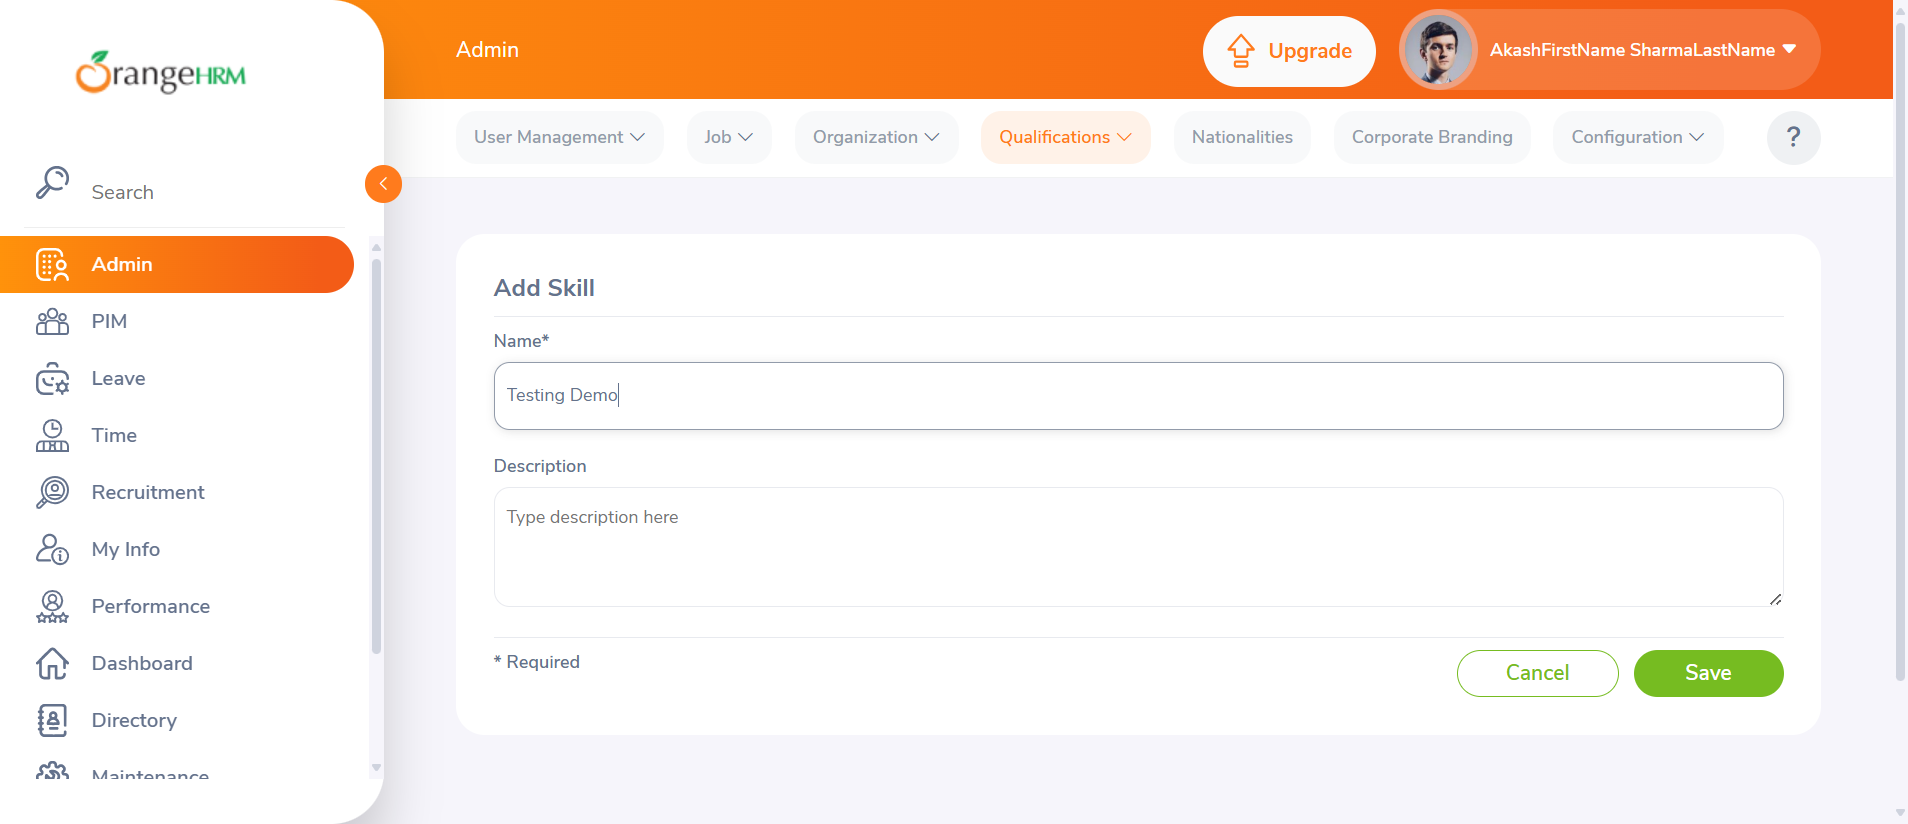 OrangeHRM
Search
Admin
PIM
Leave
Time
Recruitment
My Info
Performance
Dashboard
Directory
Maintenance
Admin
Upgrade
AkashFirstName SharmaLastName
User Management
Job
Organization
Qualifications
Nationalities
Corporate Branding
Configuration
?
Add Skill
Name*
Testing Demo
Description
Type description here
* Required
Cancel
Save